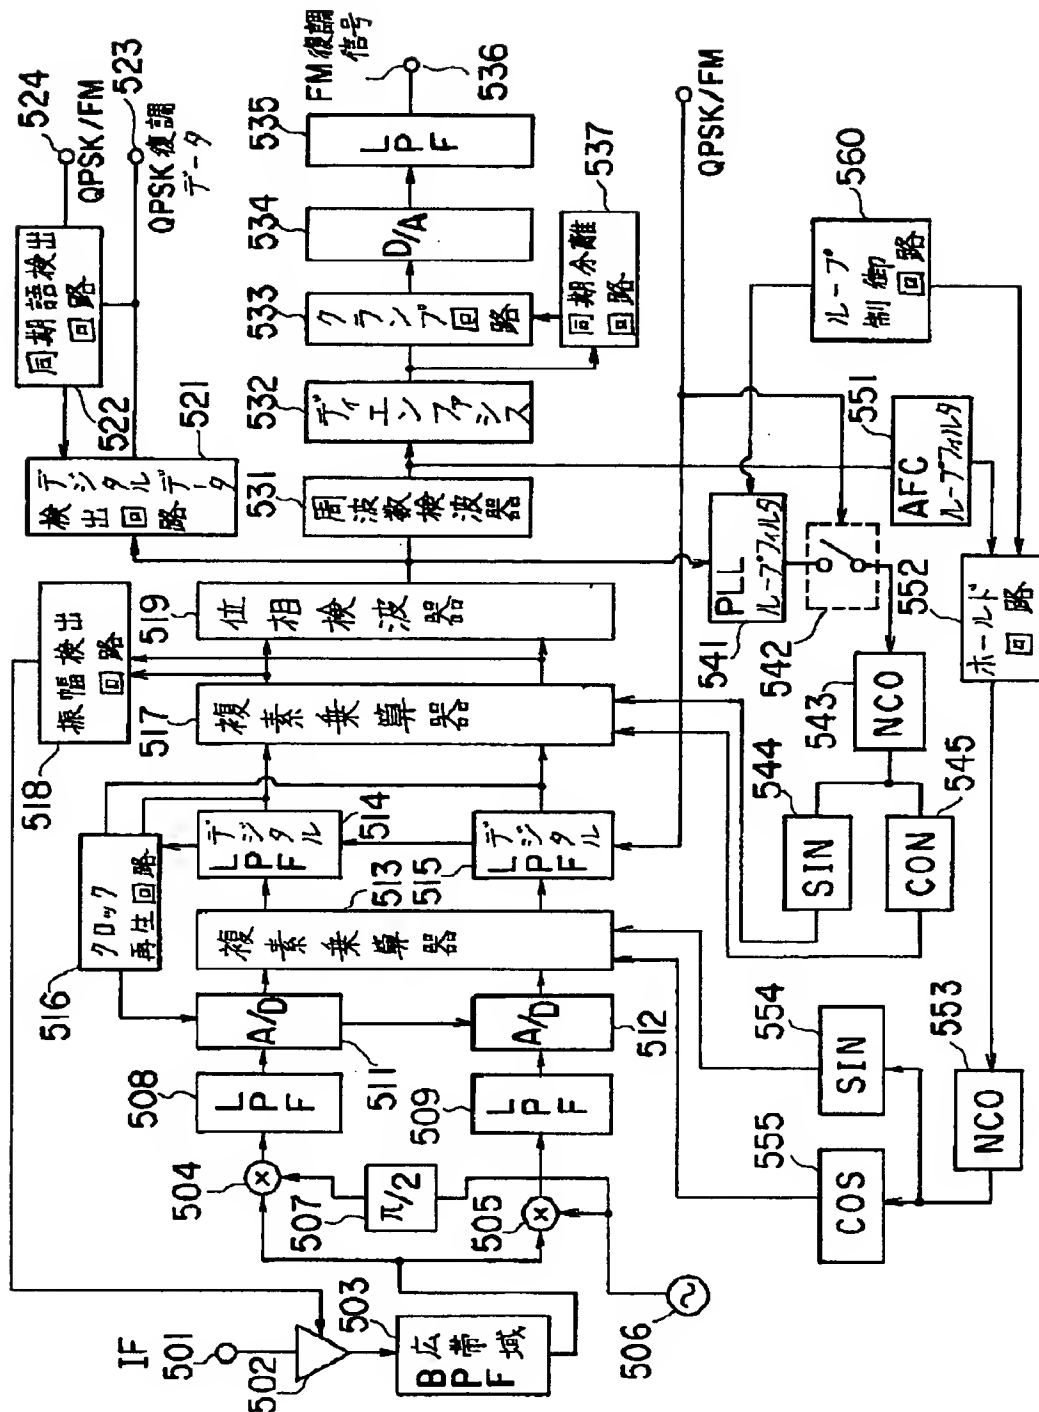 IF
501
502
503
広帯域
BPF
504
505
506
507
π/2
508
LPF
509
LPF
511
A/D
512
A/D
513
複素乗算器
514
デジタル
LPF
515
デジタル
LPF
516
クロック
再生回路
517
複素乗算器
518
振幅検出
回路
519
位相検波器
521
デジタルデータ
検出回路
522
同期語検出
回路
524
QPSK/FM
523
QPSK復調
データ
531
周波数検波器
532
ディエンファシス
533
クランプ回路
534
D/A
535
LPF
FM復調
信号
536
537
同期分離
回路
QPSK/FM
541
PLL
ループフィルタ
542
543
NCO
544
SIN
545
CON
551
AFC
ループフィルタ
552
ホールド
回路
553
NCO
554
SIN
555
COS
560
ループ
制御
回路